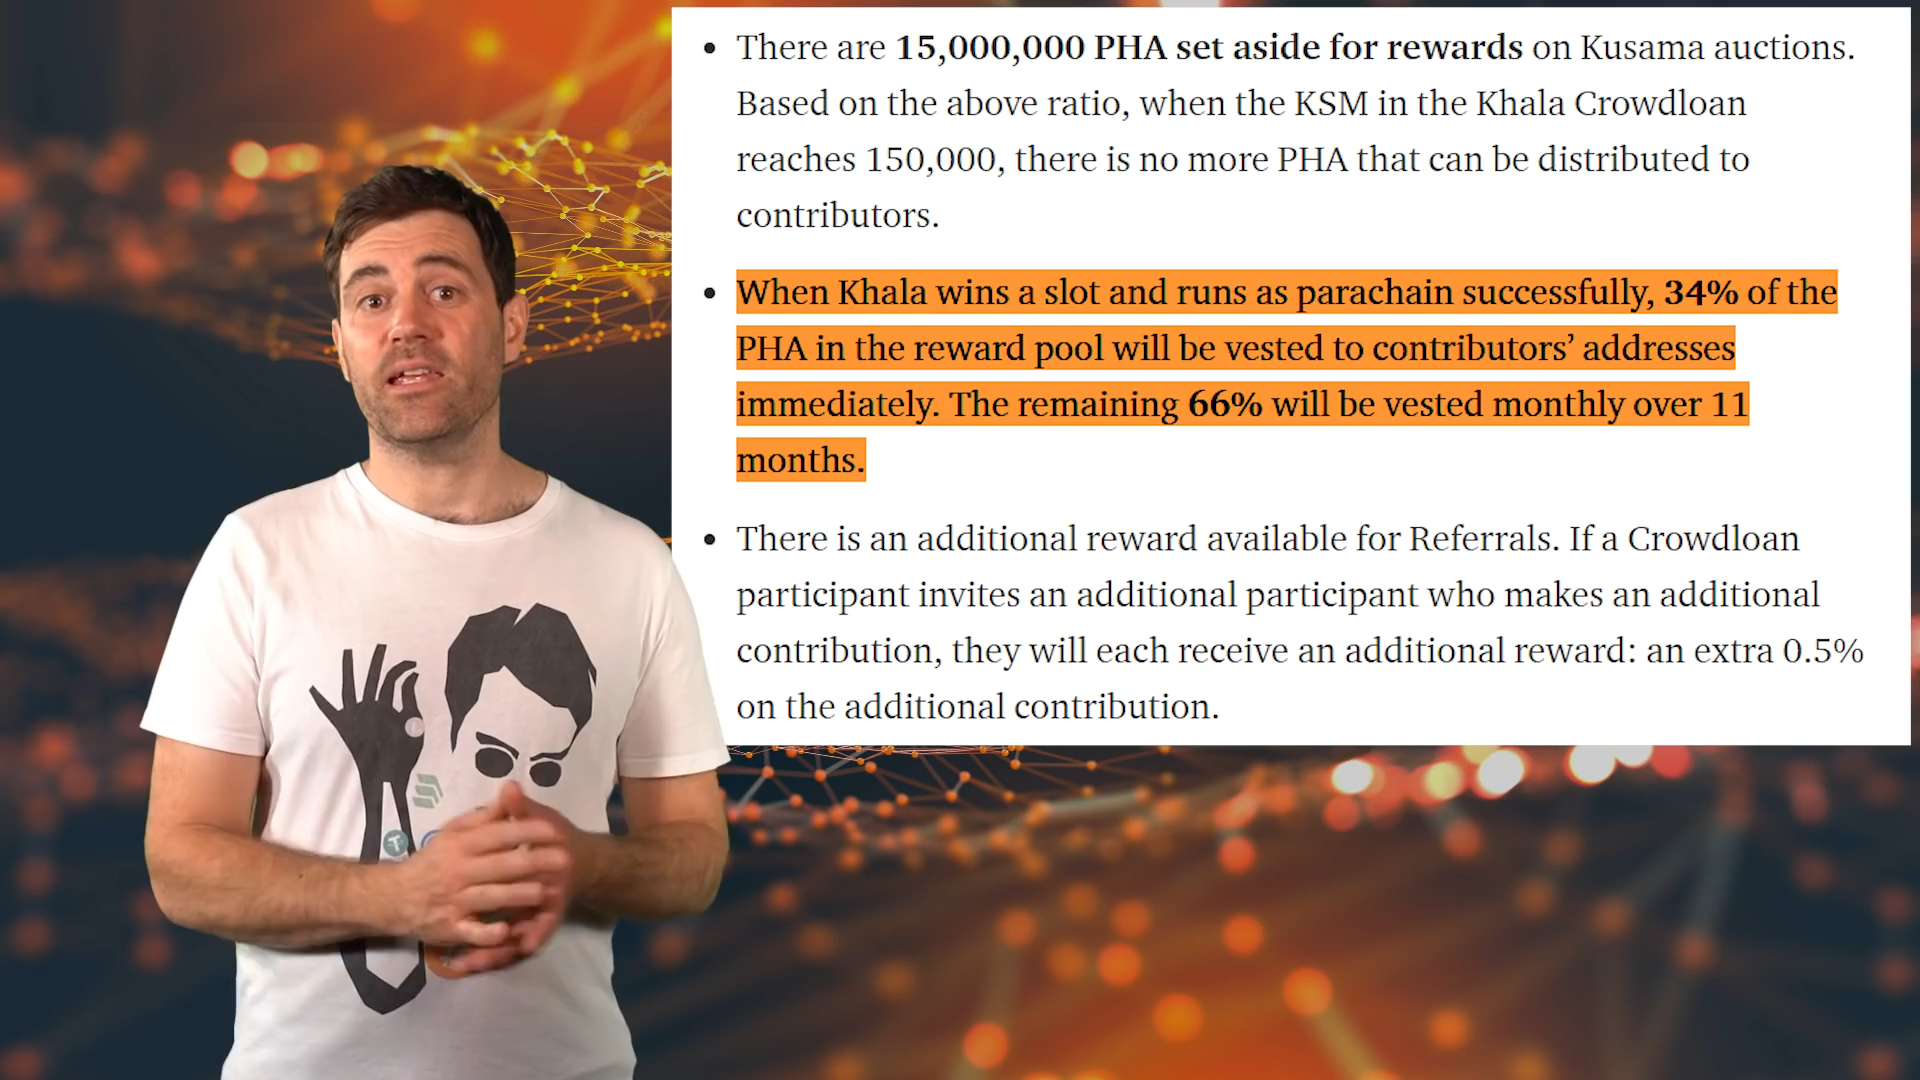 There are 15,000,000 PHA set aside for rewards on Kusama auctions.
Based on the above ratio, when the KSM in the Khala Crowdloan
reaches 150,000, there is no more PHA that can be distributed to
contributors.
When Khala wins a slot and runs as parachain successfully, 34% of the
PHA in the reward pool will be vested to contributors’ addresses
immediately. The remaining 66% will be vested monthly over 11
months.
There is an additional reward available for Referrals. If a Crowdloan
participant invites an additional participant who makes an additional
contribution, they will each receive an additional reward: an extra 0.5%
on the additional contribution.